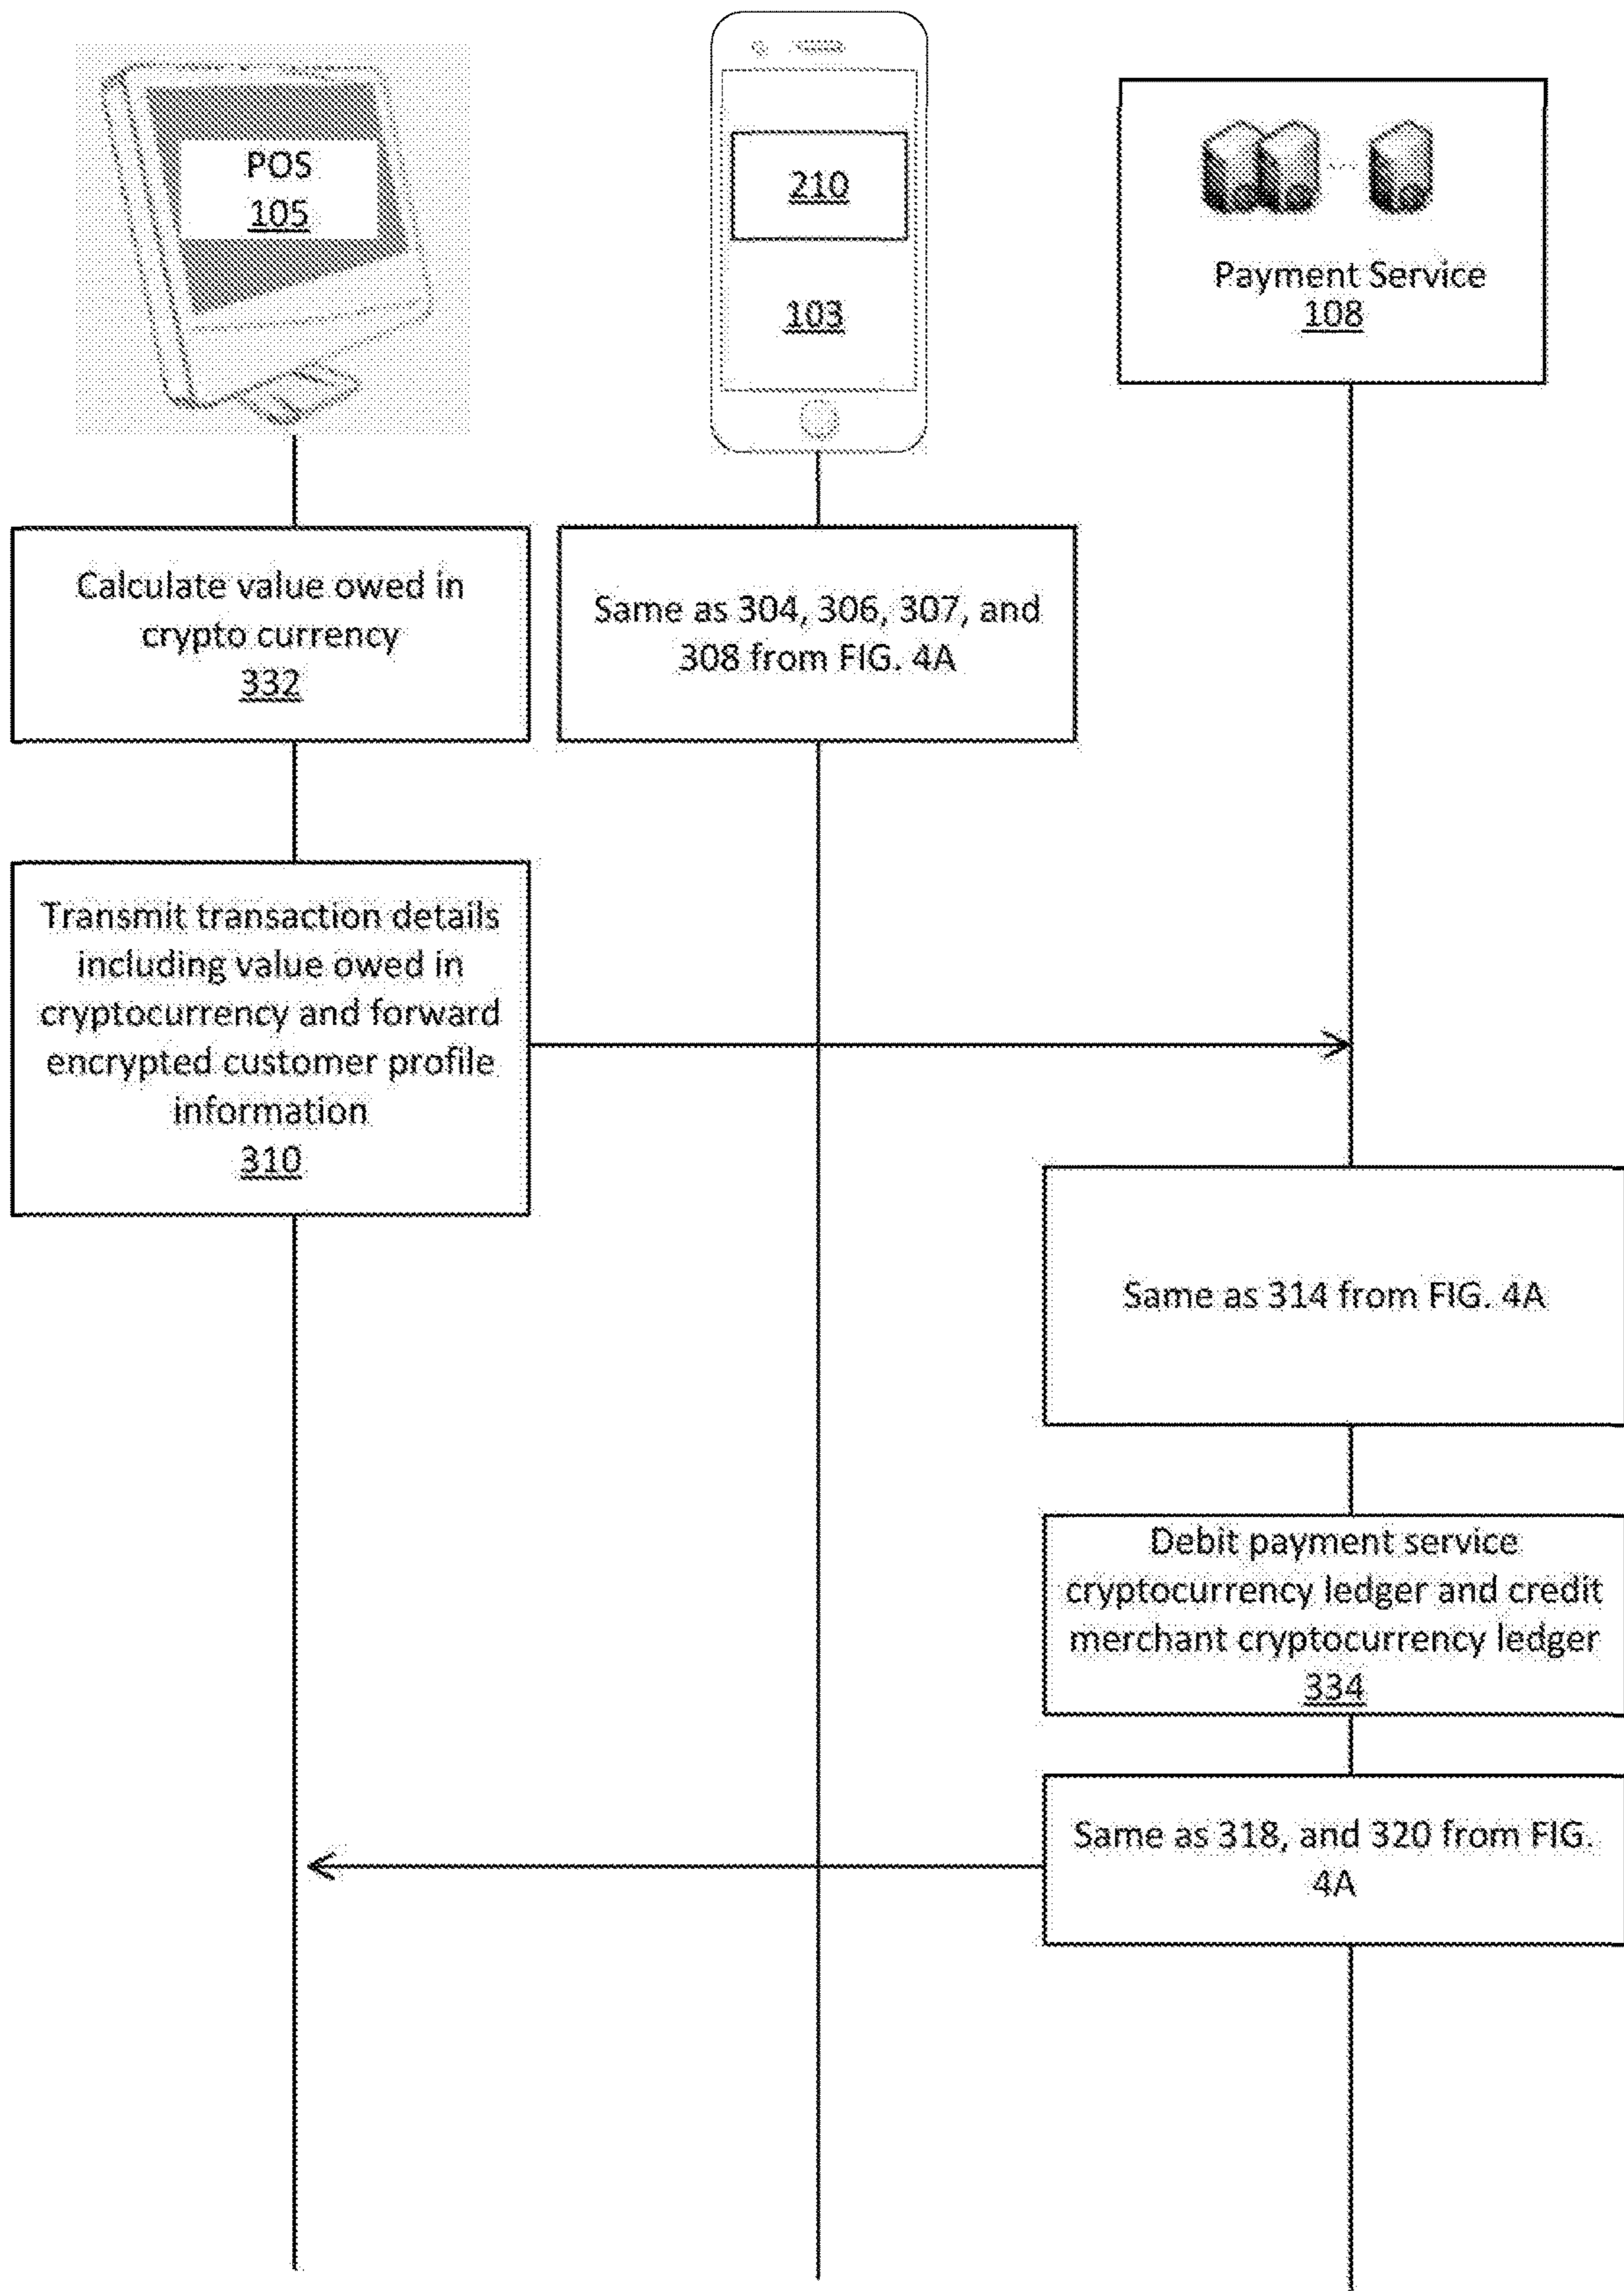 POS
105
210
103
Payment Service
108
Calculate value owed in
crypto currency
332
Same as 304, 306, 307, and
308 from FIG. 4A
Transmit transaction details
including value owed in
cryptocurrency and forward
encrypted customer profile
information
310
Same as 314 from FIG. 4A
Debit payment service
cryptocurrency ledger and credit
merchant cryptocurrency ledger
334
Same as 318, and 320 from FIG.
4A